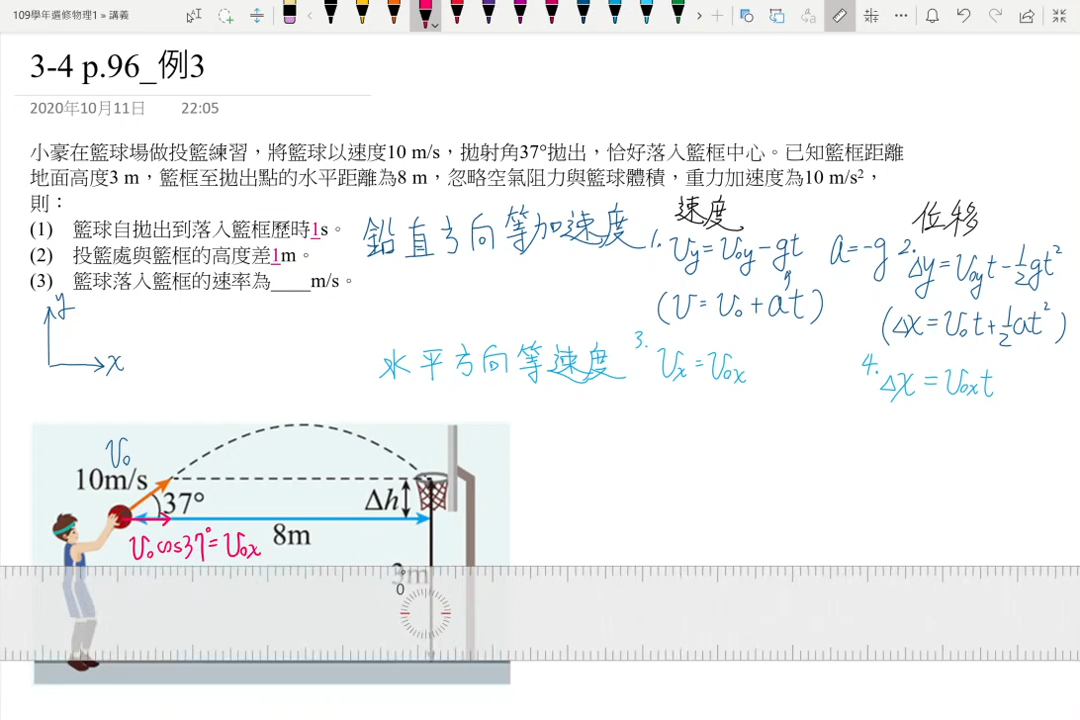 109學年選修物理1 » 講義
3-4 p.96_例3
2020年10月11日 22:05
小豪在籃球場做投籃練習，將籃球以速度10 m/s，拋射角37°拋出，恰好落入籃框中心。已知籃框距離
地面高度3 m，籃框至拋出點的水平距離為8 m，忽略空氣阻力與籃球體積，重力加速度為10 m/s²，
則：
(1) 籃球自拋出到落入籃框歷時1s。
(2) 投籃處與籃框的高度差1m。
(3) 籃球落入籃框的速率為____m/s。
速度
位移
鉛直方向等加速度
1. Vy=V₀y-gt
a=-g
2. Δy=V₀yt-½gt²
(V=V₀+at)
(Δx=V₀t+½at²)
水平方向等速度
3. Vx=V₀x
4. Δx=V₀xt
y
x
V₀
10m/s
37°
Δh
8m
V₀cos37°=V₀x
3m
0